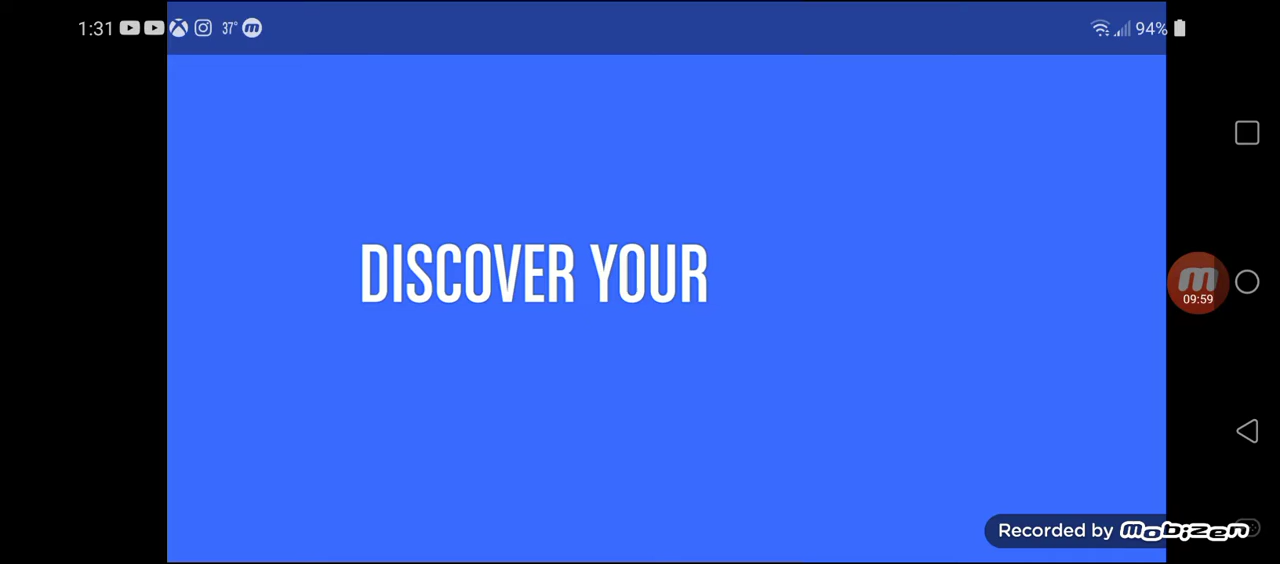 1:31 37° m 94%
DISCOVER YOUR
m
09:59
Recorded by Mobizen